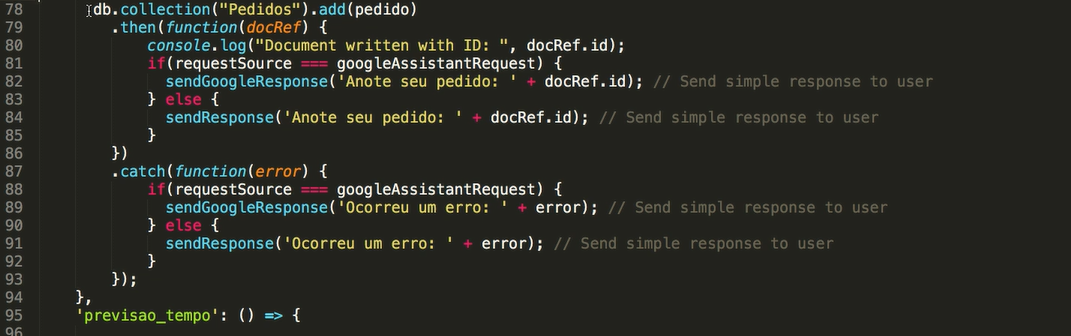 78 db.collection("Pedidos").add(pedido)
79 .then(function(docRef) {
80 console.log("Document written with ID: ", docRef.id);
81 if(requestSource === googleAssistantRequest) {
82 sendGoogleResponse('Anote seu pedido: ' + docRef.id); // Send simple response to user
83 } else {
84 sendResponse('Anote seu pedido: ' + docRef.id); // Send simple response to user
85 }
86 })
87 .catch(function(error) {
88 if(requestSource === googleAssistantRequest) {
89 sendGoogleResponse('Ocorreu um erro: ' + error); // Send simple response to user
90 } else {
91 sendResponse('Ocorreu um erro: ' + error); // Send simple response to user
92 }
93 });
94 },
95 'previsao_tempo': () => {
96